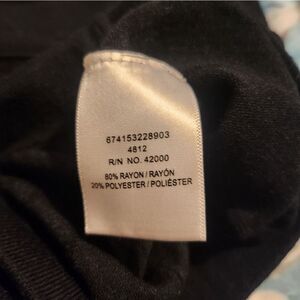 674153228903
4812
R/N NO. 42000
80% RAYON / RAYÓN
20% POLYESTER / POLIÉSTER